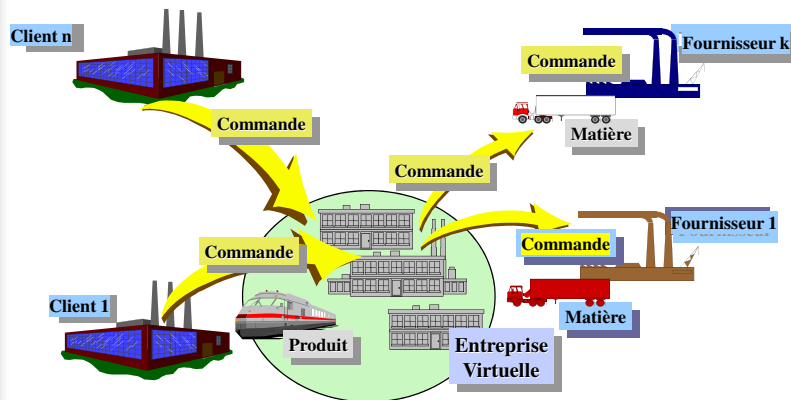 Client n
Commande
Commande
Fournisseur k
Matière
Commande
Commande
Client 1
Produit
Entreprise
Virtuelle
Commande
Fournisseur 1
Matière